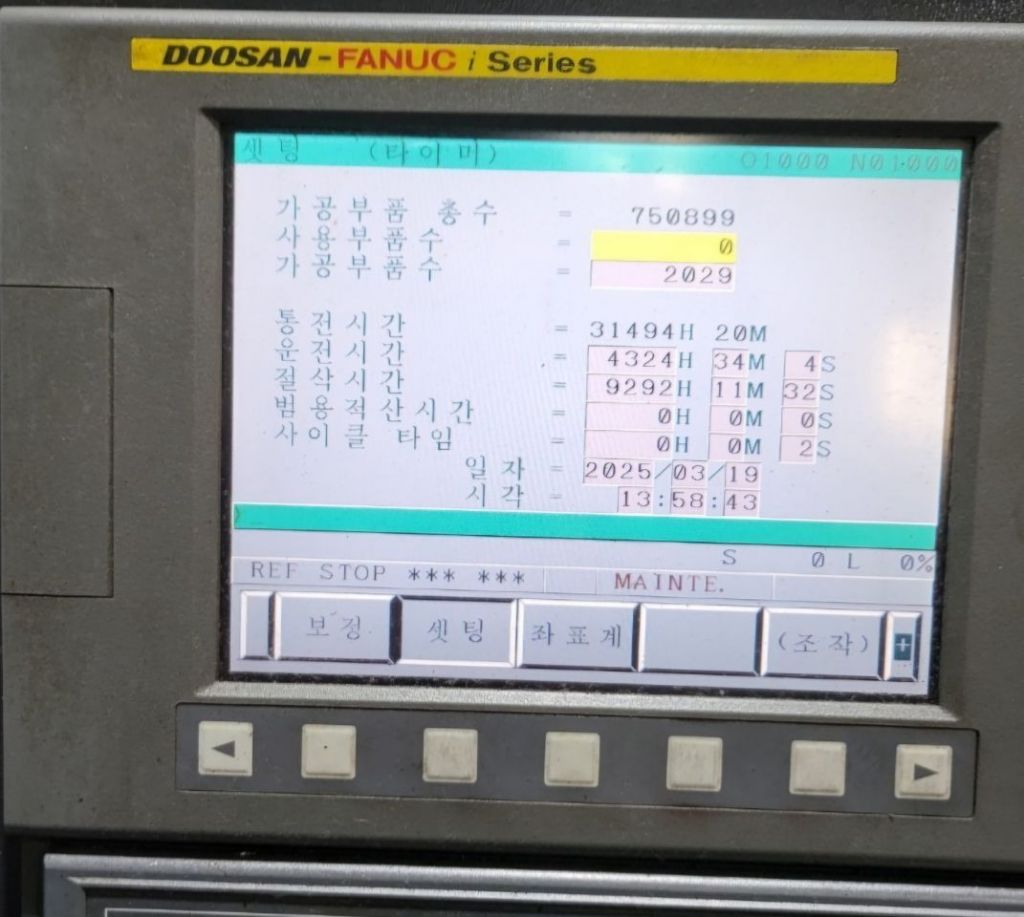 DOOSAN-FANUC i Series
셋팅 (타이머) O1000 N01000
가공부품 총수 = 750899
사용부품수 = 0
가공부품수 = 2029
통전시간 = 31494H 20M
운전시간 = 4324H 34M 4S
절삭시간 = 9292H 11M 32S
범용적산시간 = 0H 0M 0S
사이클 타임 = 0H 0M 2S
일자 = 2025/03/19
시각 = 13:58:43
S 0 L 0%
REF STOP *** *** MAINTE.
보정 셋팅 좌표계 (조작) +